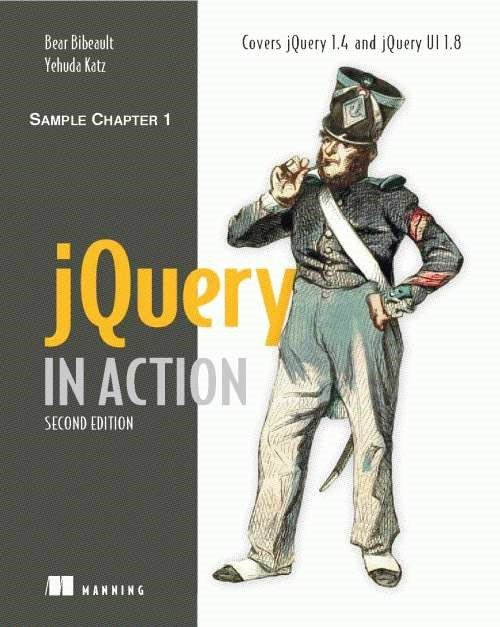 Bear Bibeault
Yehuda Katz
Covers jQuery 1.4 and jQuery UI 1.8
SAMPLE CHAPTER 1
jQuery
IN ACTION
SECOND EDITION
MANNING